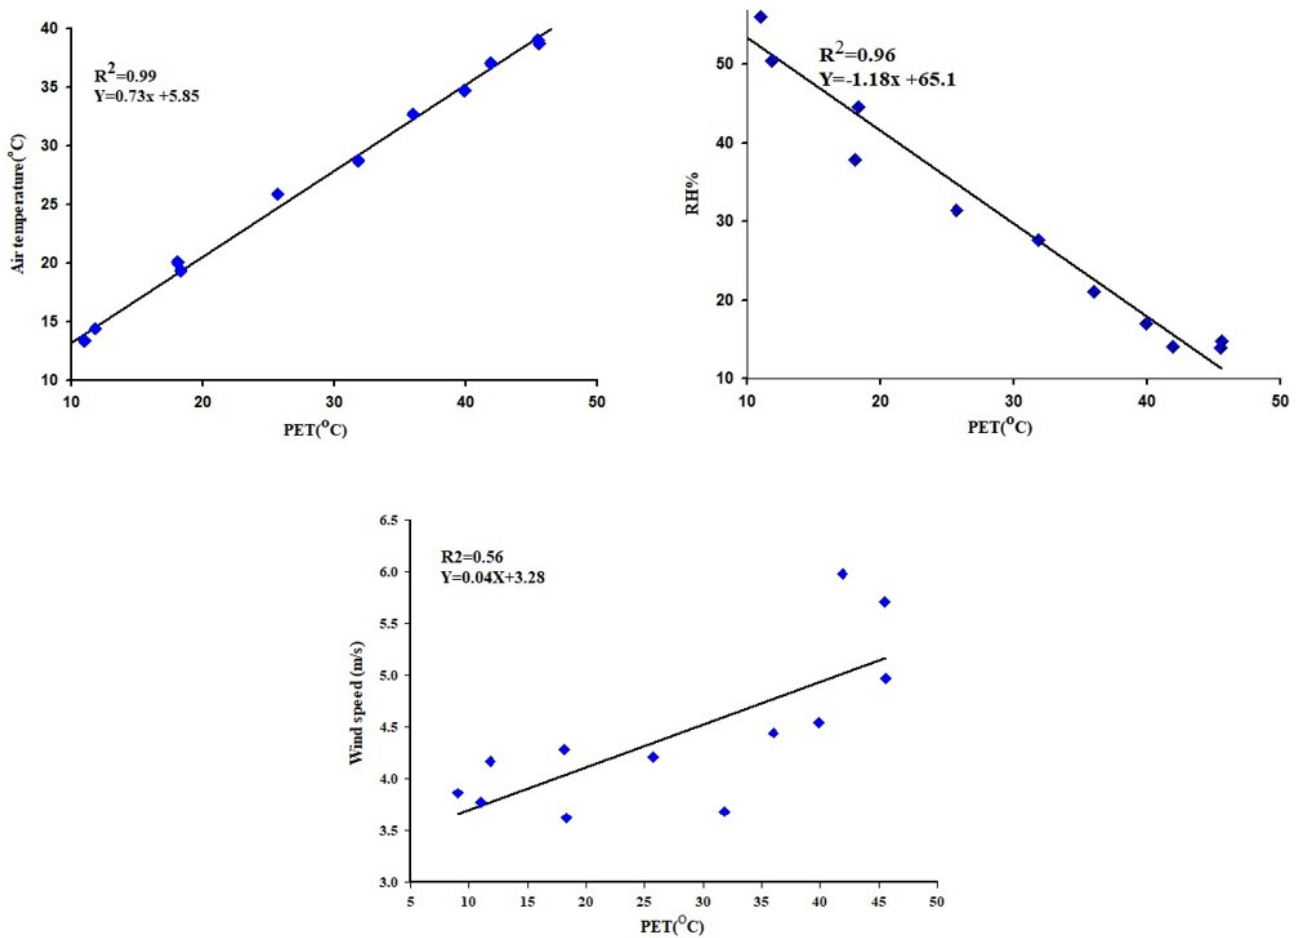 40
35
30
25
20
15
10
Air temperature(°C)
R²=0.99
Y=0.73x +5.85
10 20 30 40 50
PET(°C)
50
40
30
20
10
RH%
R²=0.96
Y=-1.18x +65.1
10 20 30 40 50
PET(°C)
6.5
6.0
5.5
5.0
4.5
4.0
3.5
3.0
Wind speed (m/s)
R2=0.56
Y=0.04X+3.28
5 10 15 20 25 30 35 40 45 50
PET(°C)